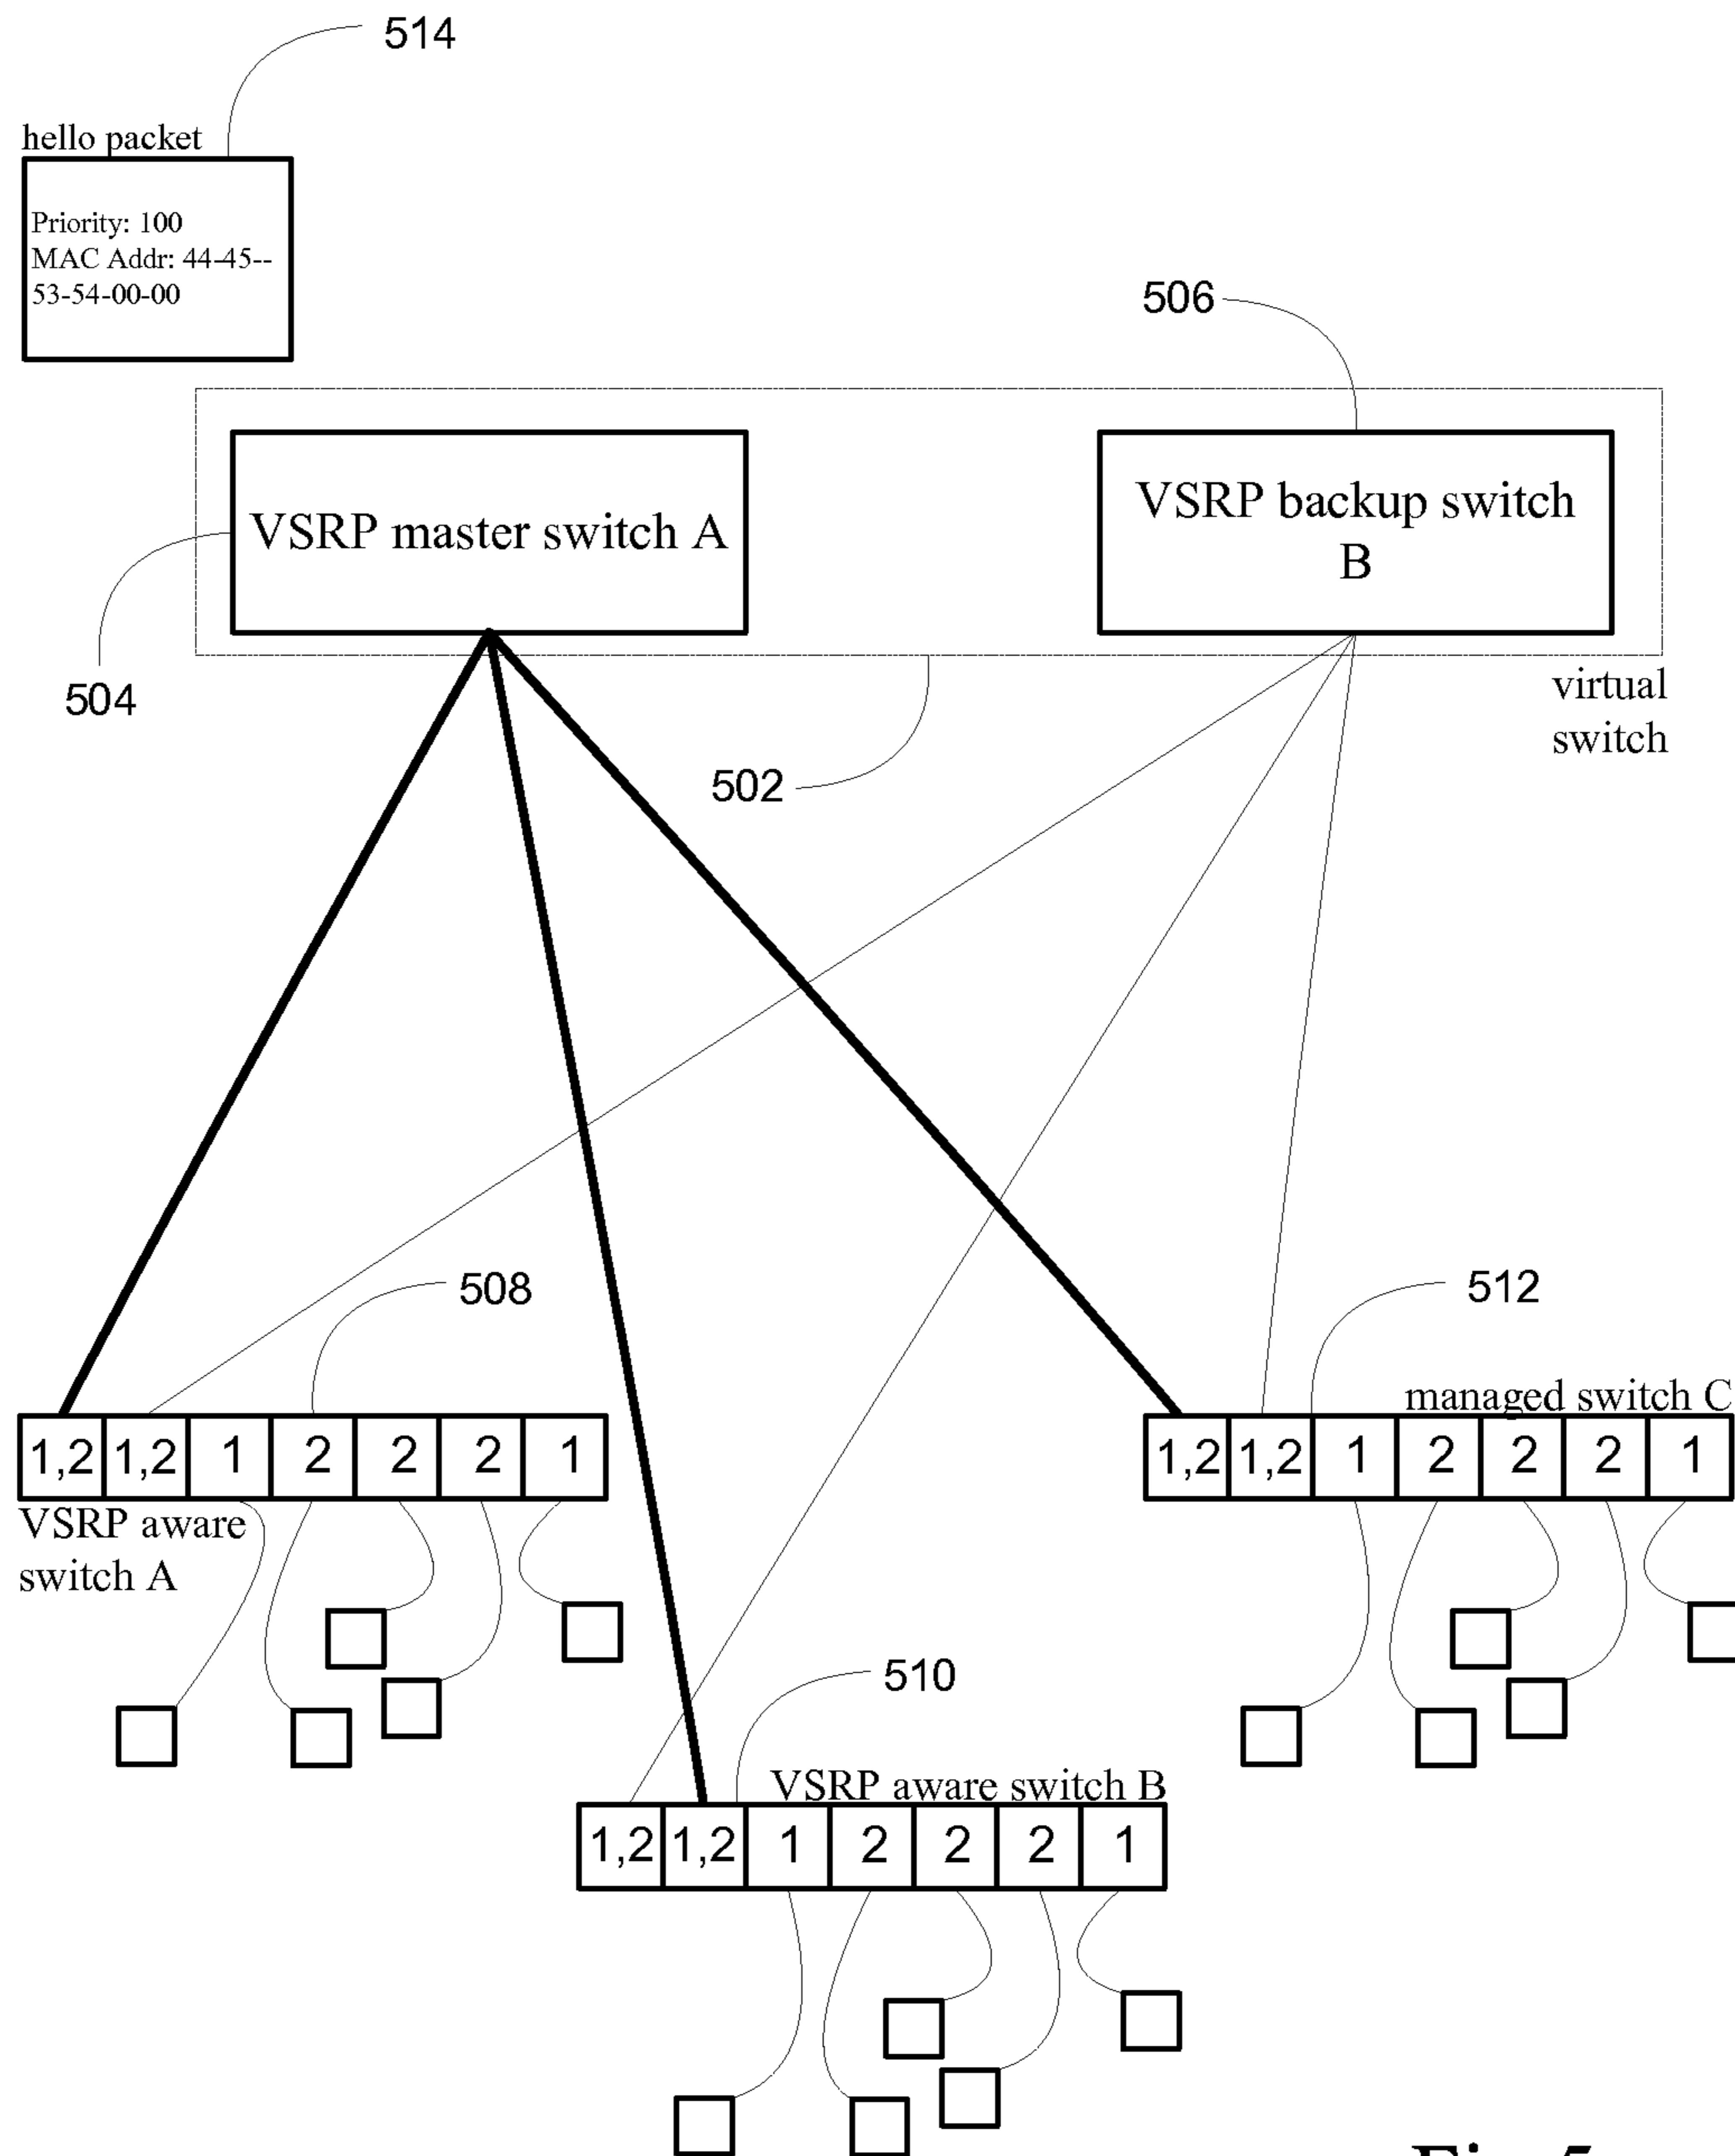 514
hello packet
Priority: 100
MAC Addr: 44-45--
53-54-00-00
506
VSRP master switch A
VSRP backup switch
B
504
virtual
switch
502
508
512
managed switch C
1,2 1,2 1 2 2 2 1
1,2 1,2 1 2 2 2 1
VSRP aware
switch A
510
VSRP aware switch B
1,2 1,2 1 2 2 2 1